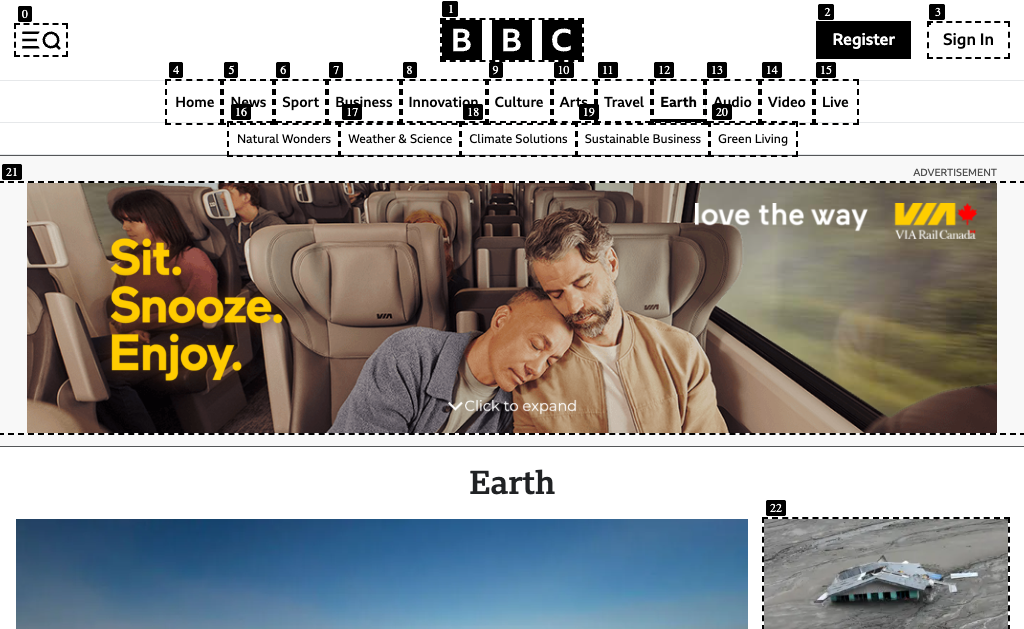 0
1
2
3
BBC
Register
Sign In
4
5
6
7
8
9
10
11
12
13
14
15
Home
News
Sport
Business
Innovation
Culture
Arts
Travel
Earth
Audio
Video
Live
16
17
18
19
20
Natural Wonders
Weather & Science
Climate Solutions
Sustainable Business
Green Living
21
ADVERTISEMENT
love the way
VIA
VIA Rail Canada
Sit.
Snooze.
Enjoy.
VIA
VIA
Click to expand
Earth
22